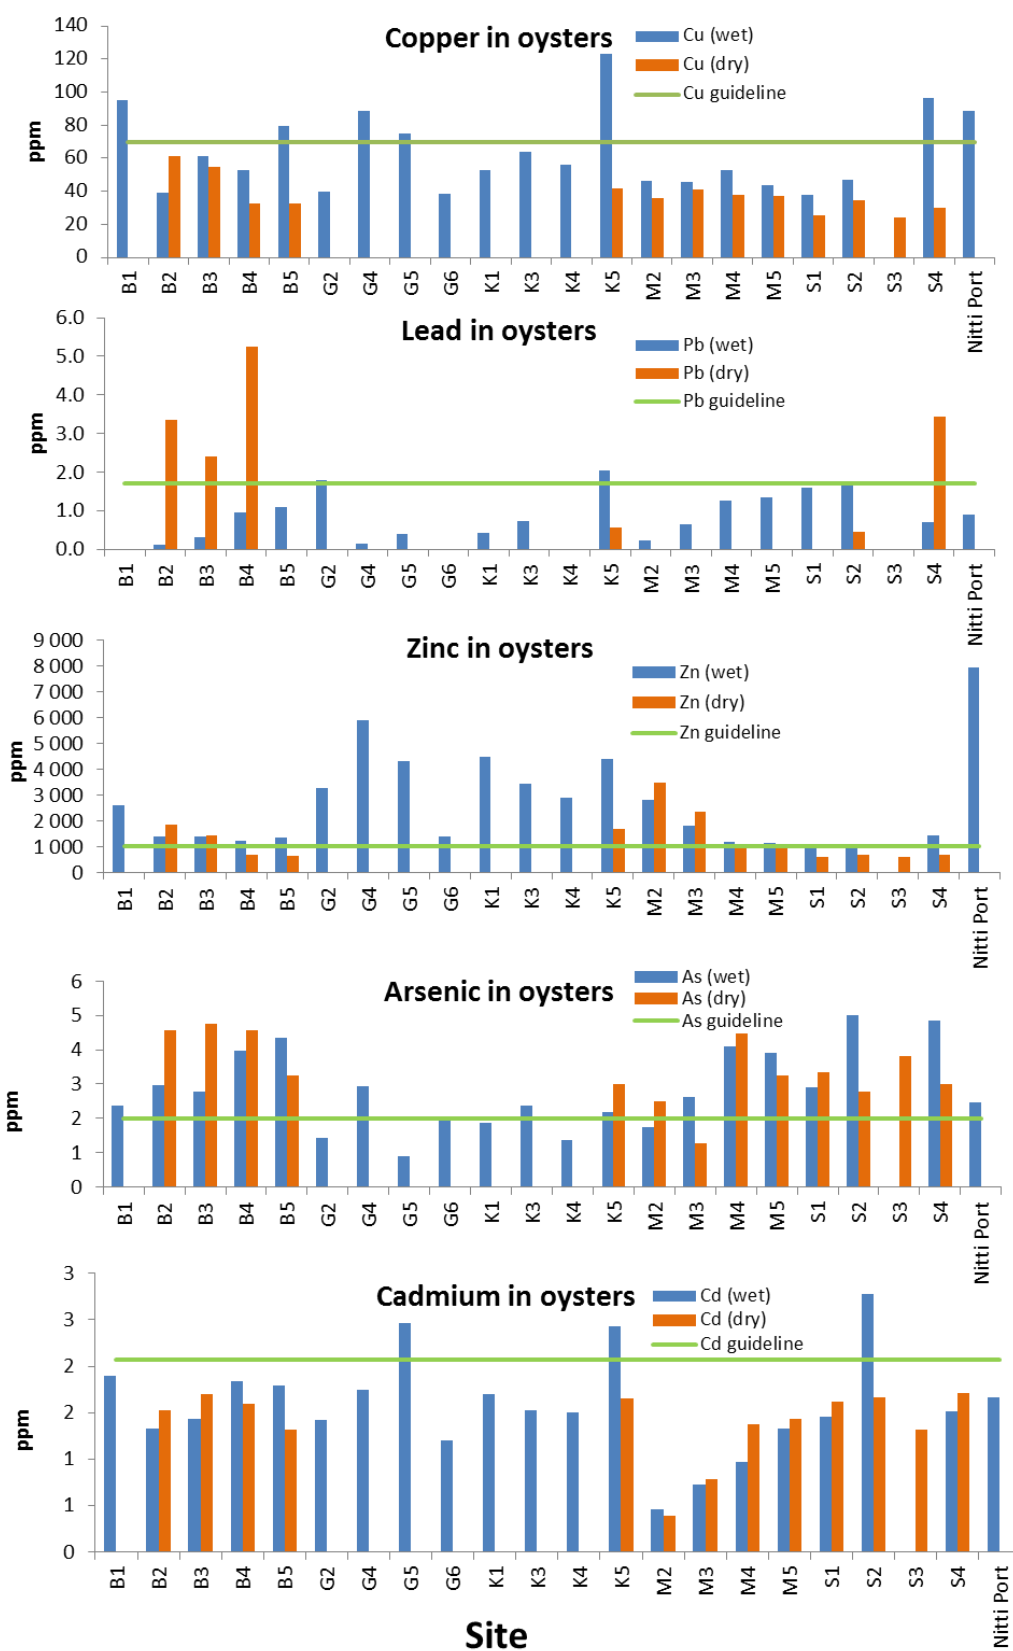 Copper in oysters
Cu (wet)
Cu (dry)
Cu guideline
ppm
140
120
100
80
60
40
20
0
B1 B2 B3 B4 B5 G2 G4 G5 G6 K1 K3 K4 K5 M2 M3 M4 M5 S1 S2 S3 S4 Nitti Port
Lead in oysters
Pb (wet)
Pb (dry)
Pb guideline
ppm
6.0
5.0
4.0
3.0
2.0
1.0
0.0
B1 B2 B3 B4 B5 G2 G4 G5 G6 K1 K3 K4 K5 M2 M3 M4 M5 S1 S2 S3 S4 Nitti Port
Zinc in oysters
Zn (wet)
Zn (dry)
Zn guideline
ppm
9 000
8 000
7 000
6 000
5 000
4 000
3 000
2 000
1 000
0
B1 B2 B3 B4 B5 G2 G4 G5 G6 K1 K3 K4 K5 M2 M3 M4 M5 S1 S2 S3 S4 Nitti Port
Arsenic in oysters
As (wet)
As (dry)
As guideline
ppm
6
5
4
3
2
1
0
B1 B2 B3 B4 B5 G2 G4 G5 G6 K1 K3 K4 K5 M2 M3 M4 M5 S1 S2 S3 S4 Nitti Port
Cadmium in oysters
Cd (wet)
Cd (dry)
Cd guideline
ppm
3
3
2
2
1
1
0
B1 B2 B3 B4 B5 G2 G4 G5 G6 K1 K3 K4 K5 M2 M3 M4 M5 S1 S2 S3 S4 Nitti Port
Site